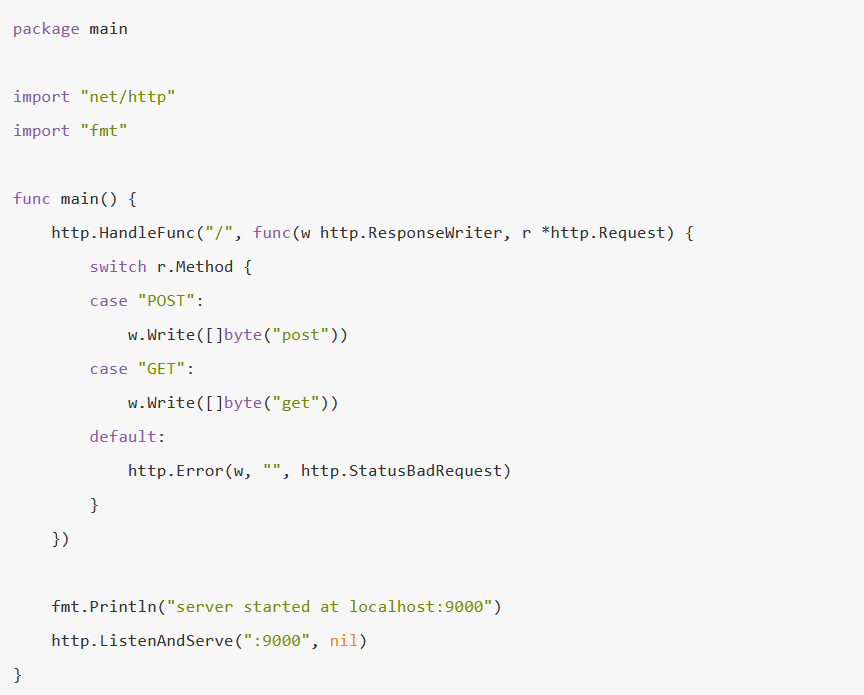 package main
import "net/http"
import "fmt"
func main() {
    http.HandleFunc("/", func(w http.ResponseWriter, r *http.Request) {
        switch r.Method {
        case "POST":
            w.Write([]byte("post"))
        case "GET":
            w.Write([]byte("get"))
        default:
            http.Error(w, "", http.StatusBadRequest)
        }
    })
    fmt.Println("server started at localhost:9000")
    http.ListenAndServe(":9000", nil)
}